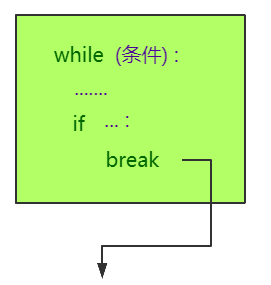 while (条件) :
.......
if ... :
break